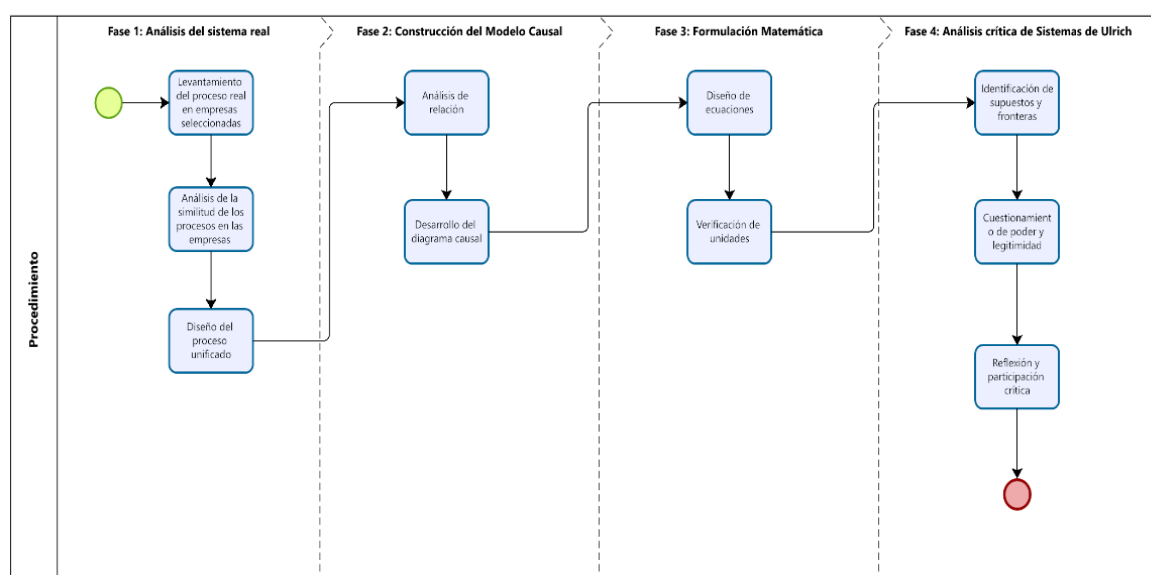 Procedimiento
Fase 1: Análisis del sistema real
Levantamiento
del proceso real
en empresas
seleccionadas
Análisis de la
similitud de los
procesos en las
empresas
Diseño del
proceso
unificado
Fase 2: Construcción del Modelo Causal
Análisis de
relación
Desarrollo del
diagrama causal
Fase 3: Formulación Matemática
Diseño de
ecuaciones
Verificación de
unidades
Fase 4: Análisis crítica de Sistemas de Ulrich
Identificación de
supuestos y
fronteras
Cuestionamient
o de poder y
legitimidad
Reflexión y
participación
crítica